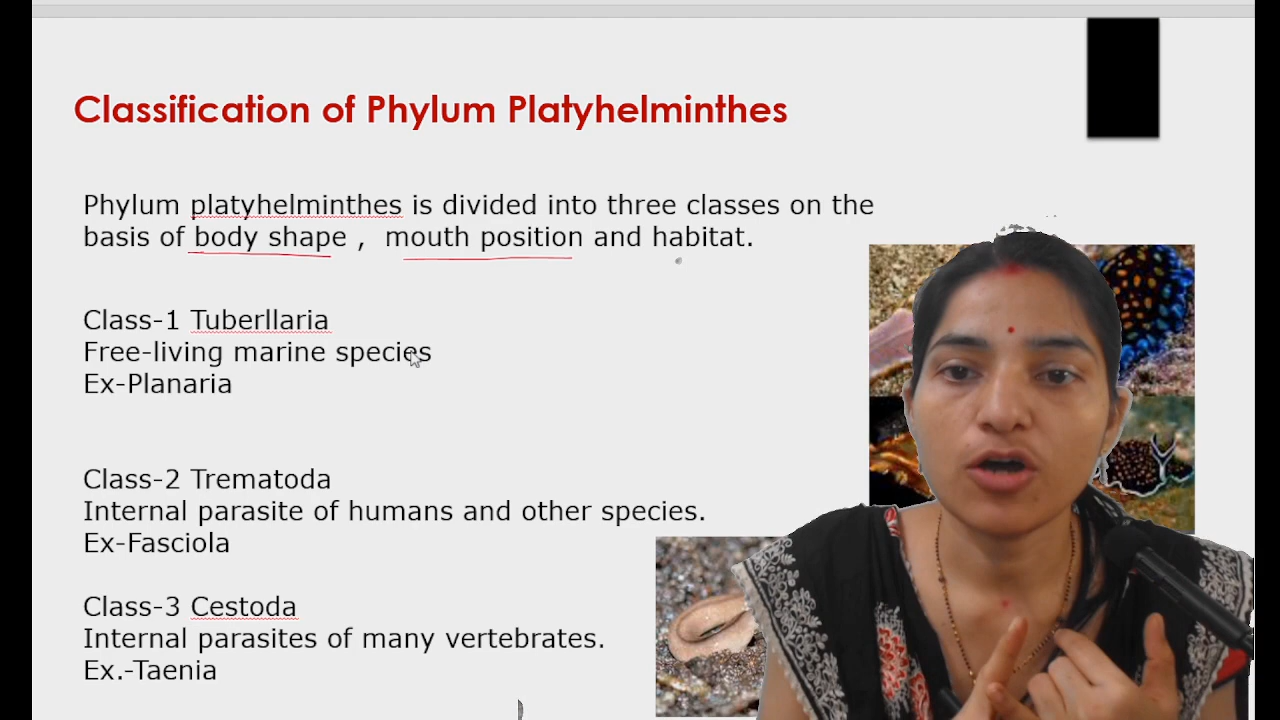 Classification of Phylum Platyhelminthes
Phylum platyhelminthes is divided into three classes on the
basis of body shape ,  mouth position and habitat.
Class-1 Tuberllaria
Free-living marine species
Ex-Planaria
Class-2 Trematoda
Internal parasite of humans and other species.
Ex-Fasciola
Class-3 Cestoda
Internal parasites of many vertebrates.
Ex.-Taenia